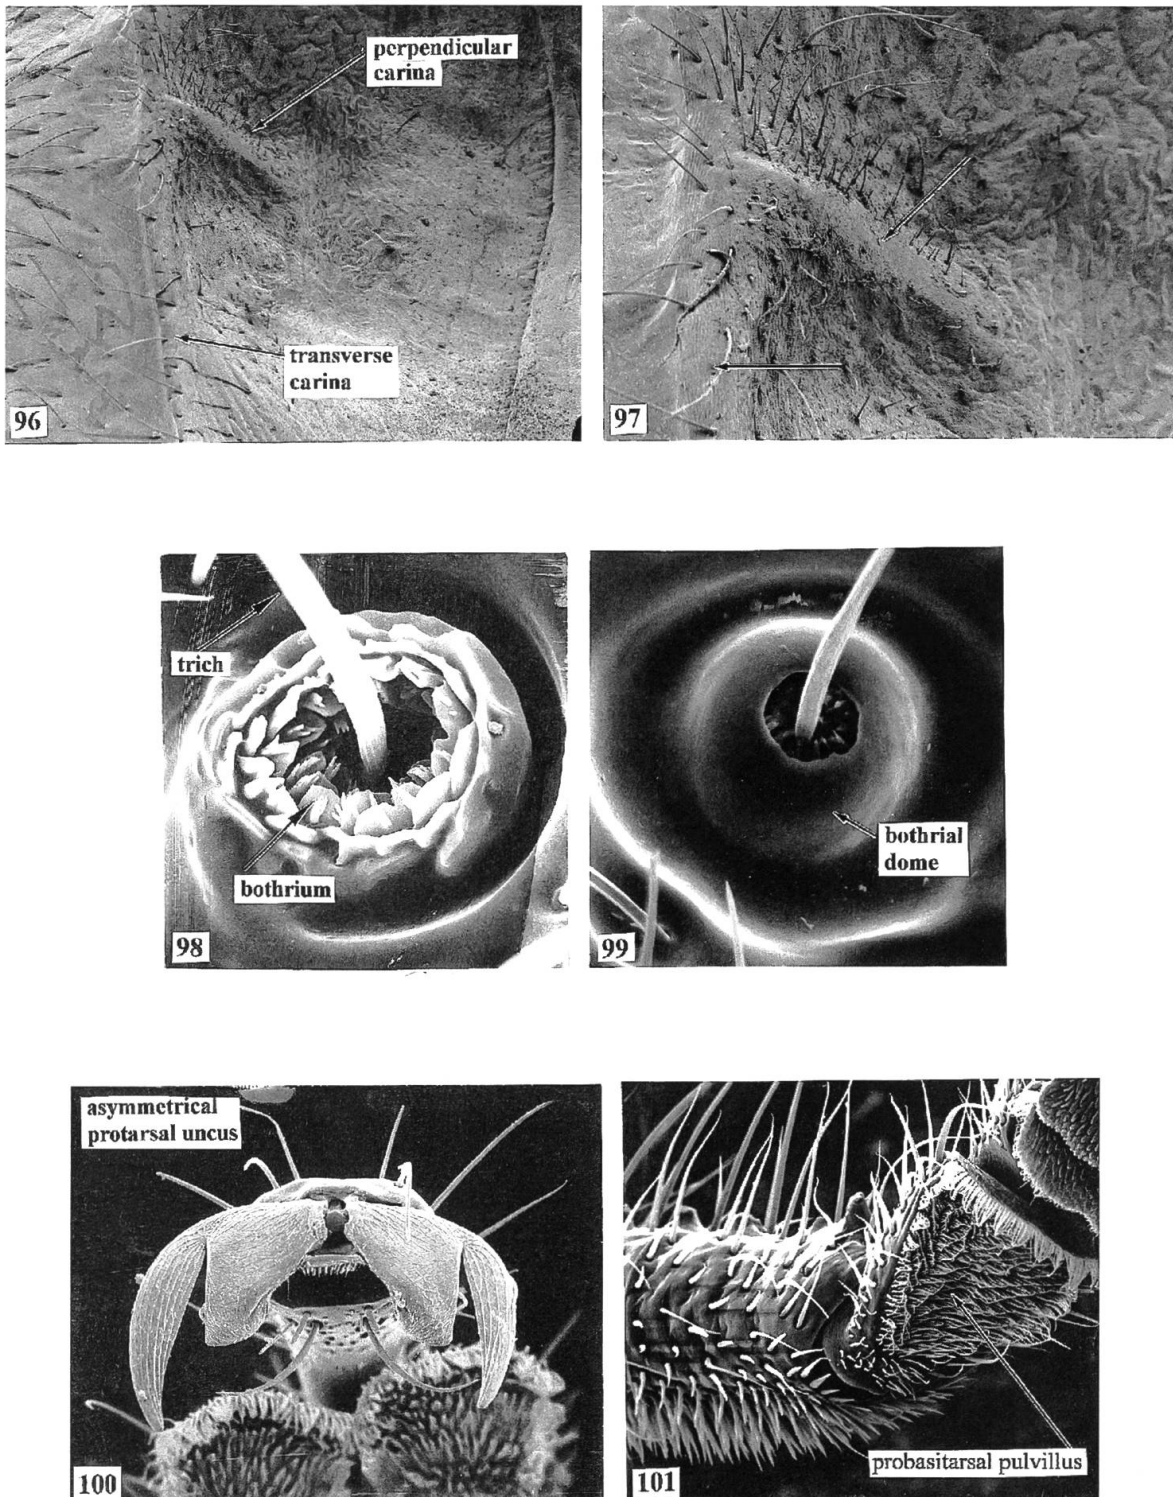 perpendicular
carina
transverse
carina
96
97
trich
bothrium
98
bothrial
dome
99
asymmetrical
protarsal uncus
100
probasitarsal pulvillus
101